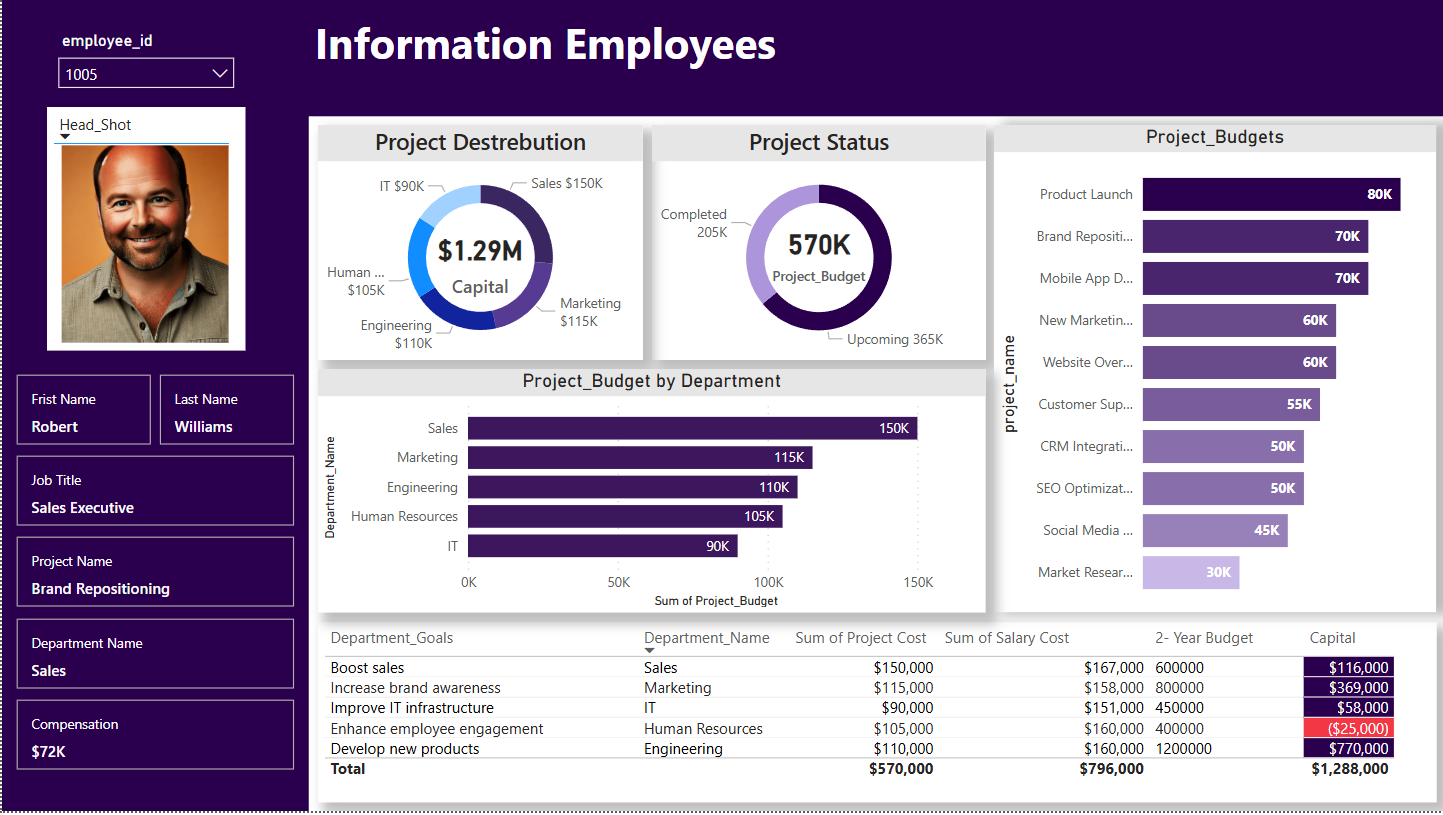 employee_id
1005
Information Employees
Head_Shot
Frist Name
Robert
Last Name
Williams
Job Title
Sales Executive
Project Name
Brand Repositioning
Department Name
Sales
Compensation
$72K
Project Destrebution
IT $90K
Sales $150K
Human ...
$105K
Engineering
$110K
Marketing
$115K
$1.29M
Capital
Project Status
Completed
205K
570K
Project_Budget
Upcoming 365K
Project_Budgets
project_name
Product Launch 80K
Brand Repositi... 70K
Mobile App D... 70K
New Marketin... 60K
Website Over... 60K
Customer Sup... 55K
CRM Integrati... 50K
SEO Optimizat... 50K
Social Media ... 45K
Market Resear... 30K
Project_Budget by Department
Department_Name
Sales 150K
Marketing 115K
Engineering 110K
Human Resources 105K
IT 90K
0K 50K 100K 150K
Sum of Project_Budget
Department_Goals Department_Name Sum of Project Cost Sum of Salary Cost 2- Year Budget Capital
Boost sales Sales $150,000 $167,000 600000 $116,000
Increase brand awareness Marketing $115,000 $158,000 800000 $369,000
Improve IT infrastructure IT $90,000 $151,000 450000 $58,000
Enhance employee engagement Human Resources $105,000 $160,000 400000 ($25,000)
Develop new products Engineering $110,000 $160,000 1200000 $770,000
Total $570,000 $796,000 $1,288,000